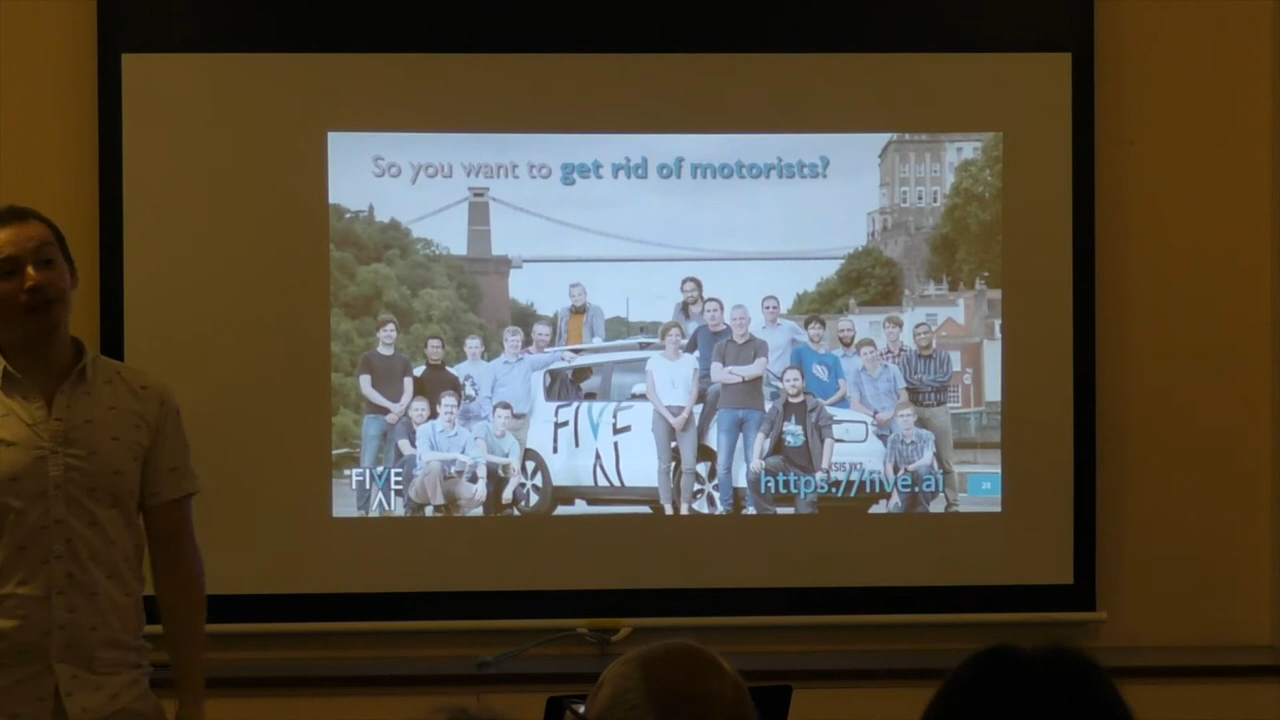 So you want to get rid of motorists?
FIVE
AI
FIVE
AI
https://five.ai
20